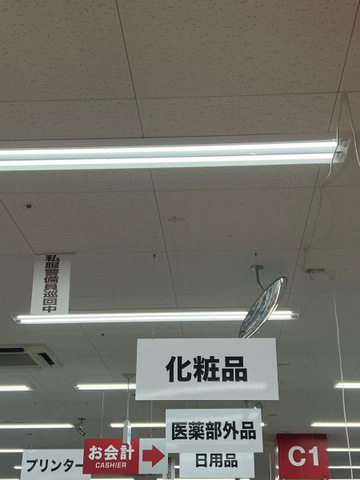 私服警備員巡回中
化粧品
医薬部外品
日用品
プリンター
お会計
CASHIER
C1